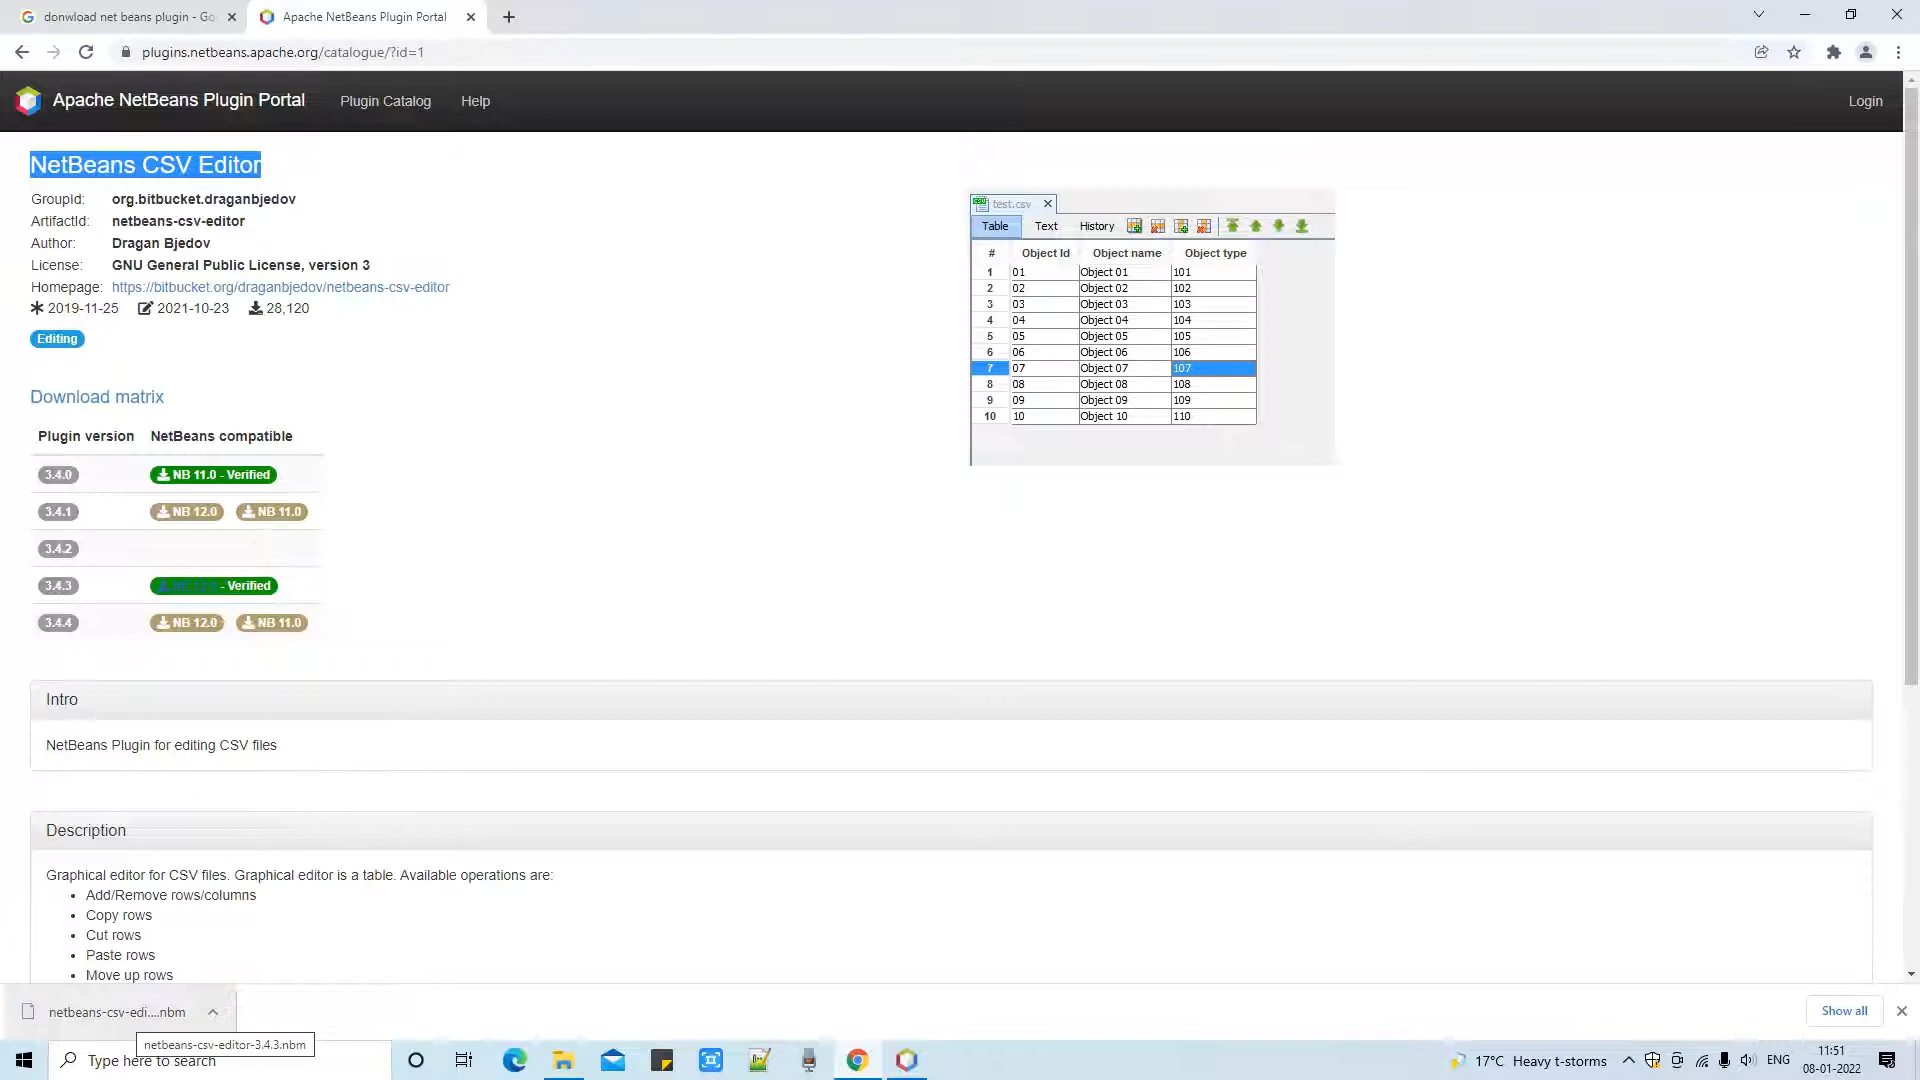 donwload net beans plugin - Go
Apache NetBeans Plugin Portal
plugins.netbeans.apache.org/catalogue/?id=1
Apache NetBeans Plugin Portal
Plugin Catalog
Help
Login
NetBeans CSV Editor
GroupId: org.bitbucket.draganbjedov
ArtifactId: netbeans-csv-editor
Author: Dragan Bjedov
License: GNU General Public License, version 3
Homepage: https://bitbucket.org/draganbjedov/netbeans-csv-editor
2019-11-25 2021-10-23 28,120
Editing
test.csv
Table Text History
# Object Id Object name Object type
1 01 Object 01 101
2 02 Object 02 102
3 03 Object 03 103
4 04 Object 04 104
5 05 Object 05 105
6 06 Object 06 106
7 07 Object 07 107
8 08 Object 08 108
9 09 Object 09 109
10 10 Object 10 110
Download matrix
Plugin version NetBeans compatible
3.4.0 NB 11.0 - Verified
3.4.1 NB 12.0 NB 11.0
3.4.2
3.4.3 - Verified
3.4.4 NB 12.0 NB 11.0
Intro
NetBeans Plugin for editing CSV files
Description
Graphical editor for CSV files. Graphical editor is a table. Available operations are:
• Add/Remove rows/columns
• Copy rows
• Cut rows
• Paste rows
• Move up rows
netbeans-csv-edi....nbm
Show all
netbeans-csv-editor-3.4.3.nbm
Type here to search
17°C Heavy t-storms
ENG
11:51
08-01-2022